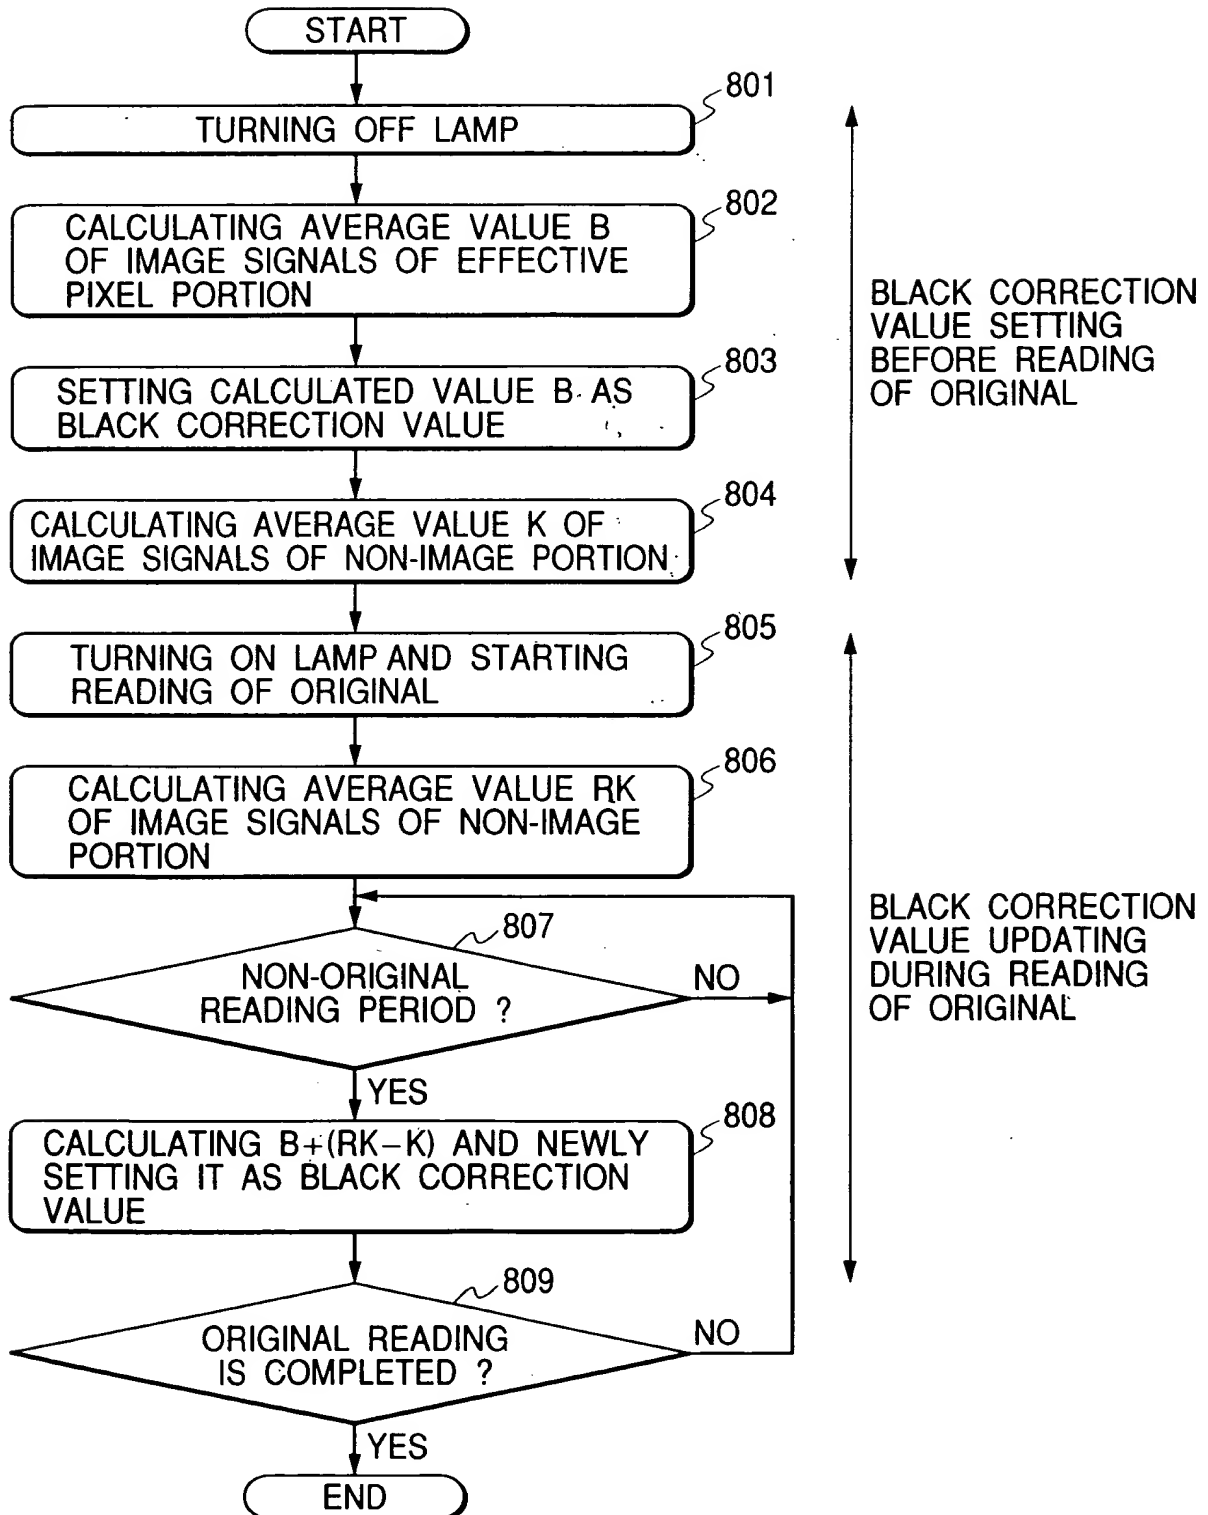 START
801
TURNING OFF LAMP
802
CALCULATING AVERAGE VALUE B
OF IMAGE SIGNALS OF EFFECTIVE
PIXEL PORTION
803
SETTING CALCULATED VALUE B AS
BLACK CORRECTION VALUE
804
CALCULATING AVERAGE VALUE K OF
IMAGE SIGNALS OF NON-IMAGE PORTION
BLACK CORRECTION
VALUE SETTING
BEFORE READING
OF ORIGINAL
805
TURNING ON LAMP AND STARTING
READING OF ORIGINAL
806
CALCULATING AVERAGE VALUE RK
OF IMAGE SIGNALS OF NON-IMAGE
PORTION
807
NON-ORIGINAL
READING PERIOD ?
NO
YES
808
CALCULATING B+(RK-K) AND NEWLY
SETTING IT AS BLACK CORRECTION
VALUE
BLACK CORRECTION
VALUE UPDATING
DURING READING
OF ORIGINAL
809
ORIGINAL READING
IS COMPLETED ?
NO
YES
END